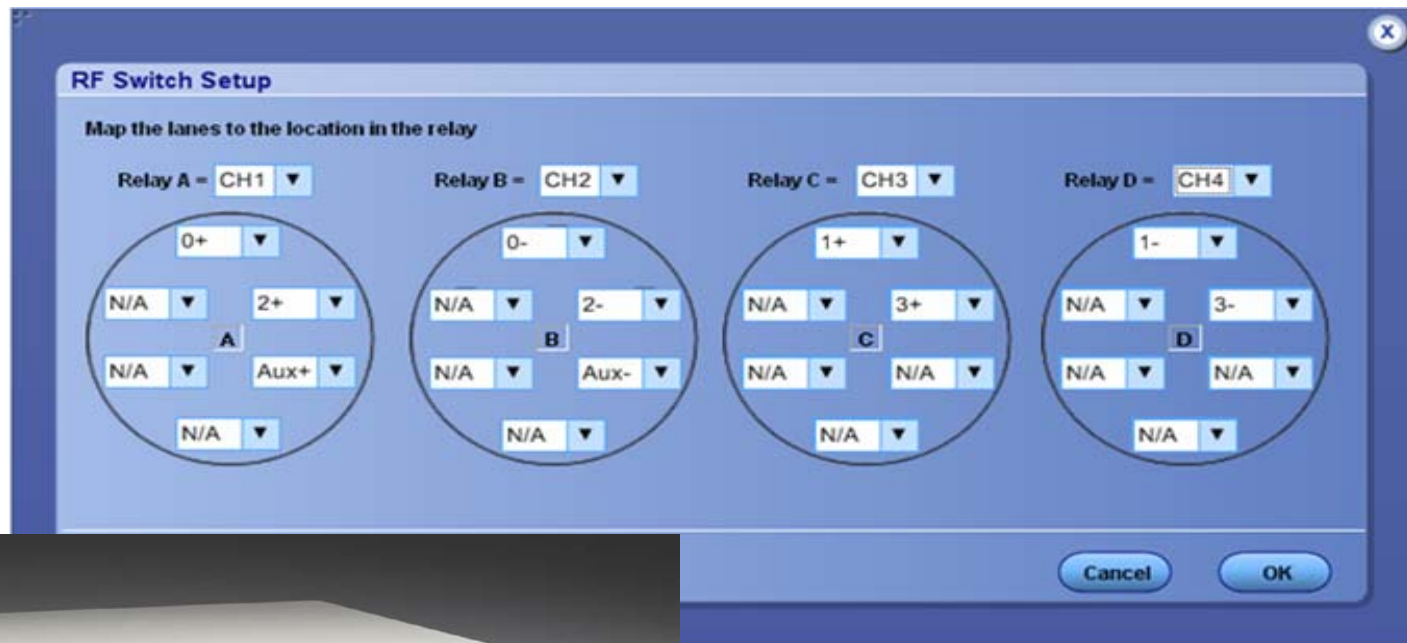 X
RF Switch Setup
Map the lanes to the location in the relay
Relay A = CH1 Relay B = CH2 Relay C = CH3 Relay D = CH4
0+ 0- 1+ 1-
N/A 2+ N/A 2- N/A 3+ N/A 3-
A B C D
N/A Aux+ N/A Aux- N/A N/A N/A N/A
N/A N/A N/A N/A
Cancel OK